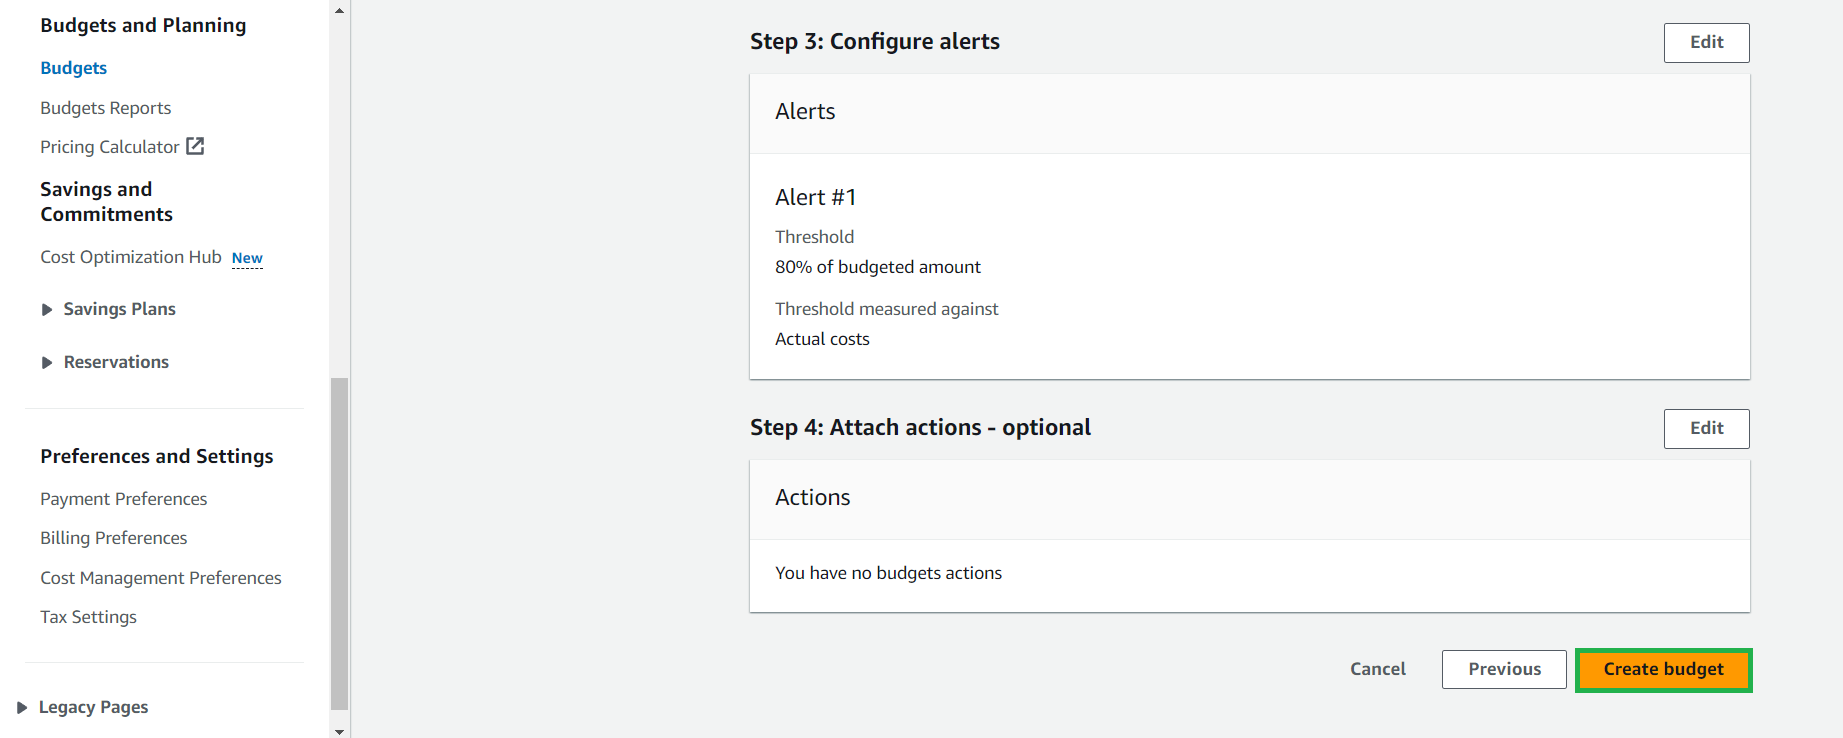 Budgets and Planning
Budgets
Budgets Reports
Pricing Calculator
Savings and
Commitments
Cost Optimization Hub New
Savings Plans
Reservations
Preferences and Settings
Payment Preferences
Billing Preferences
Cost Management Preferences
Tax Settings
Legacy Pages
Step 3: Configure alerts
Edit
Alerts
Alert #1
Threshold
80% of budgeted amount
Threshold measured against
Actual costs
Step 4: Attach actions - optional
Edit
Actions
You have no budgets actions
Cancel
Previous
Create budget